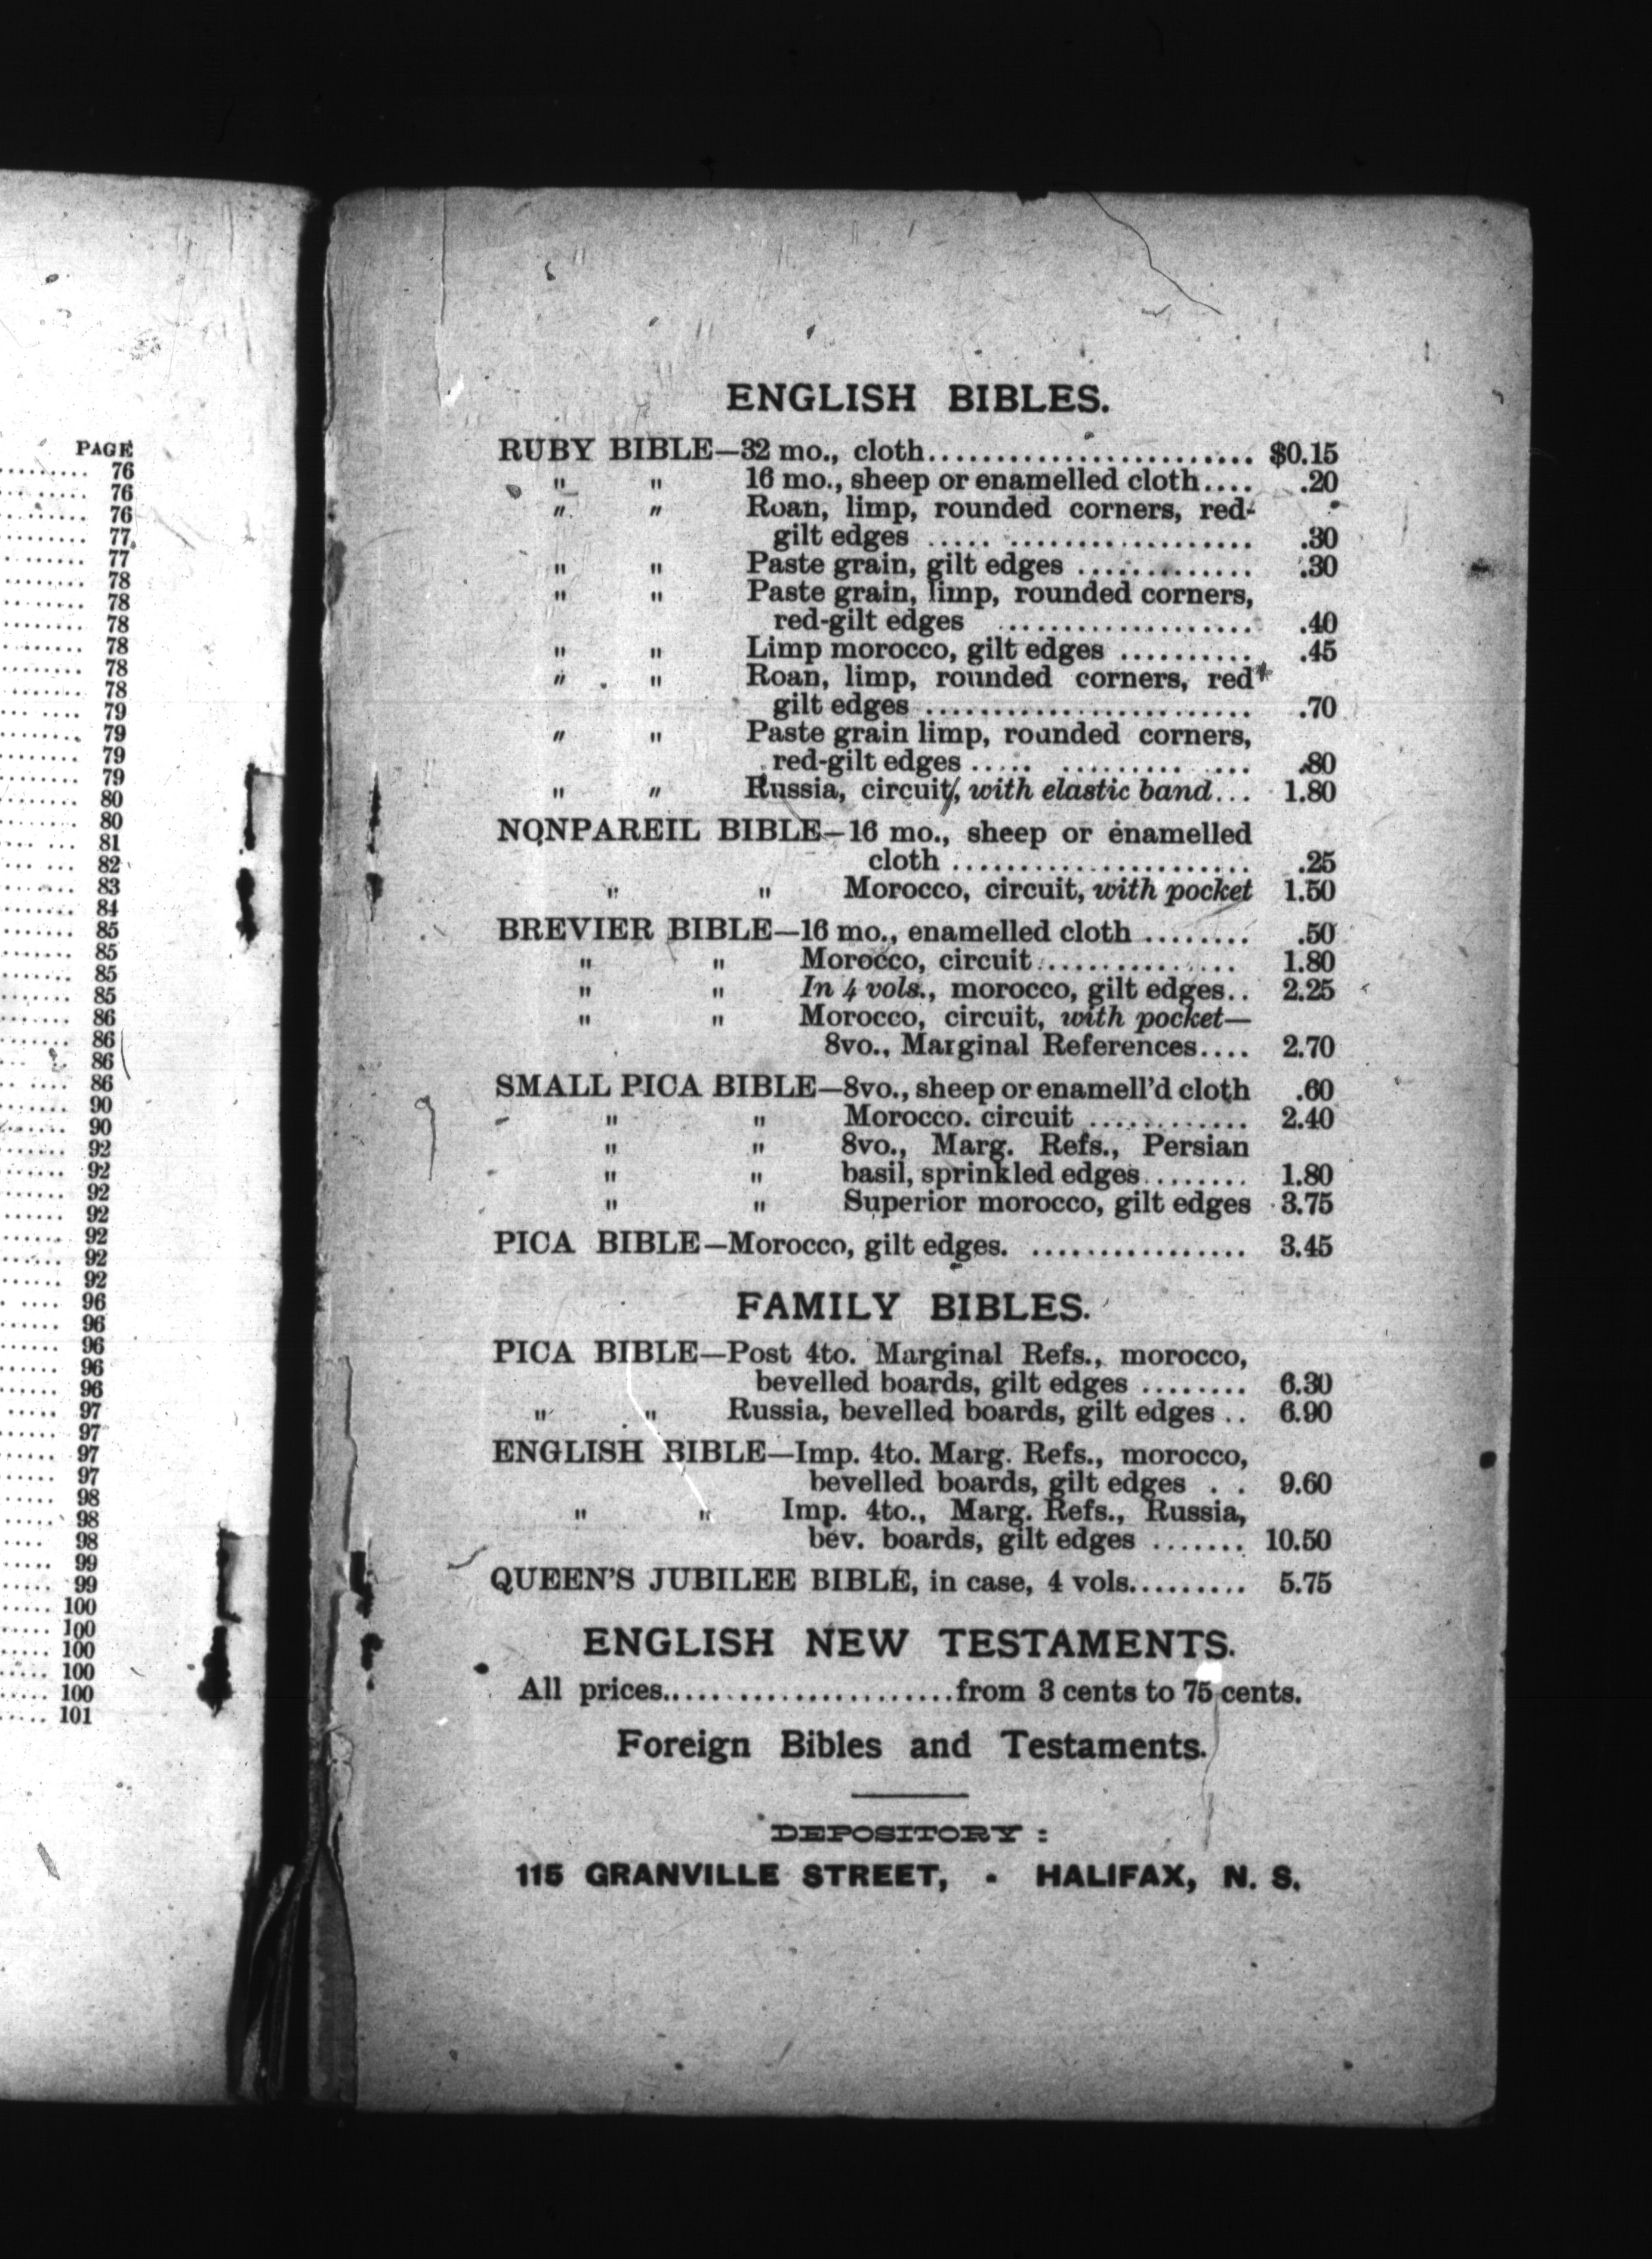 PAGE
........ 76
........ 76
........ 76
........ 77
........ 77
........ 78
........ 78
........ 78
........ 78
........ 78
........ 78
........ 79
........ 79
........ 79
........ 79
........ 80
........ 80
........ 81
........ 82
........ 83
........ 84
........ 85
........ 85
........ 85
........ 85
........ 86
........ 86
........ 86
........ 86
........ 90
........ 90
........ 92
........ 92
........ 92
........ 92
........ 92
........ 92
........ 92
........ 96
........ 96
........ 96
........ 96
........ 96
........ 97
........ 97
........ 97
........ 97
........ 98
........ 98
........ 98
........ 99
........ 99
........ 100
........ 100
........ 100
........ 100
........ 100
........ 101
ENGLISH BIBLES.
RUBY BIBLE—32 mo., cloth........................ $0.15
" " 16 mo., sheep or enamelled cloth.... .20
" " Roan, limp, rounded corners, red-
gilt edges ........................ .30
" " Paste grain, gilt edges ............. .30
" " Paste grain, limp, rounded corners,
red-gilt edges ................... .40
" " Limp morocco, gilt edges .......... .45
" " Roan, limp, rounded corners, red
gilt edges ........................ .70
" " Paste grain limp, rounded corners,
red-gilt edges ..... ......... ... .80
" " Russia, circuit, with elastic band... 1.80
NONPAREIL BIBLE—16 mo., sheep or enamelled
cloth ...................... .25
" " Morocco, circuit, with pocket 1.50
BREVIER BIBLE—16 mo., enamelled cloth ........ .50
" " Morocco, circuit............... 1.80
" " In 4 vols., morocco, gilt edges.. 2.25
" " Morocco, circuit, with pocket—
8vo., Marginal References.... 2.70
SMALL PICA BIBLE—8vo., sheep or enamell'd cloth .60
" " Morocco. circuit ............ 2.40
" " 8vo., Marg. Refs., Persian
" " basil, sprinkled edges........ 1.80
" " Superior morocco, gilt edges 3.75
PICA BIBLE—Morocco, gilt edges. ................ 3.45
FAMILY BIBLES.
PICA BIBLE—Post 4to. Marginal Refs., morocco,
bevelled boards, gilt edges ........ 6.30
" " Russia, bevelled boards, gilt edges .. 6.90
ENGLISH BIBLE—Imp. 4to. Marg. Refs., morocco,
bevelled boards, gilt edges . . 9.60
" " Imp. 4to., Marg. Refs., Russia,
bev. boards, gilt edges ....... 10.50
QUEEN'S JUBILEE BIBLE, in case, 4 vols......... 5.75
ENGLISH NEW TESTAMENTS.
All prices......................from 3 cents to 75 cents.
Foreign Bibles and Testaments.
DEPOSITORY :
115 GRANVILLE STREET, - HALIFAX, N. S.